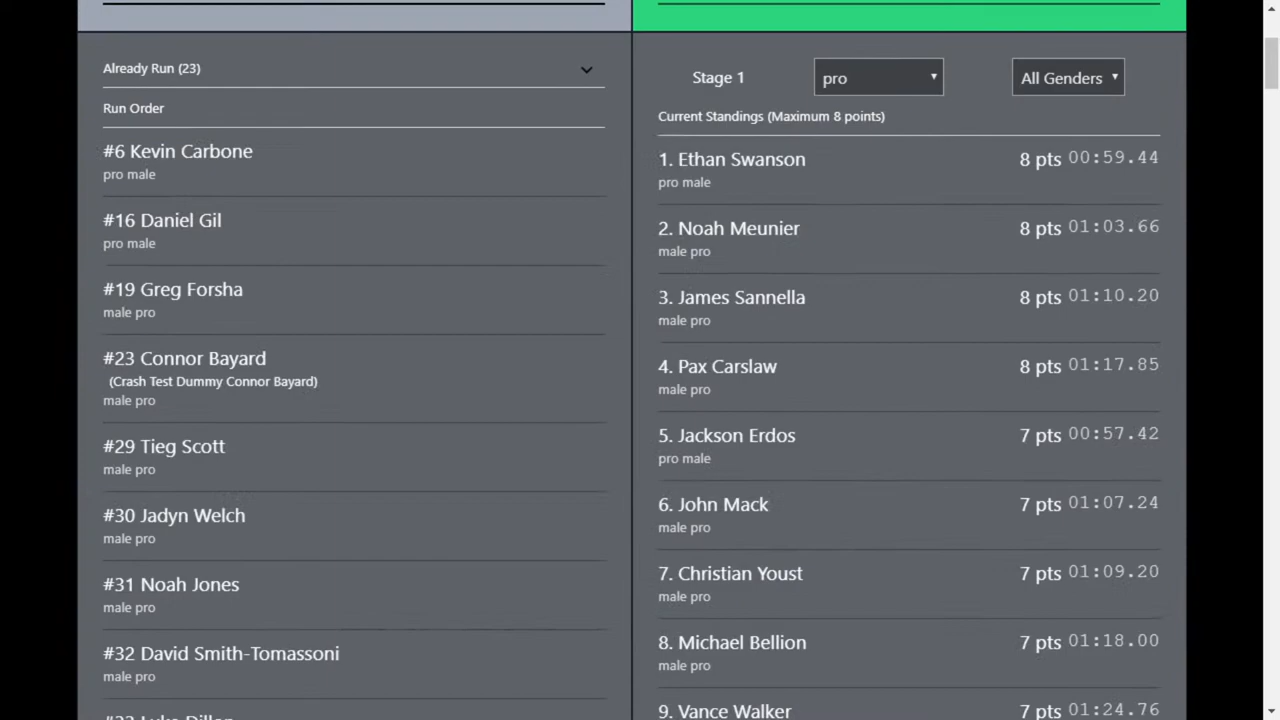 Already Run (23)
Run Order
#6 Kevin Carbone
pro male
#16 Daniel Gil
pro male
#19 Greg Forsha
male pro
#23 Connor Bayard
(Crash Test Dummy Connor Bayard)
male pro
#29 Tieg Scott
male pro
#30 Jadyn Welch
male pro
#31 Noah Jones
male pro
#32 David Smith-Tomassoni
male pro
Stage 1 pro All Genders
Current Standings (Maximum 8 points)
1. Ethan Swanson 8 pts 00:59.44
pro male
2. Noah Meunier 8 pts 01:03.66
male pro
3. James Sannella 8 pts 01:10.20
male pro
4. Pax Carslaw 8 pts 01:17.85
male pro
5. Jackson Erdos 7 pts 00:57.42
pro male
6. John Mack 7 pts 01:07.24
male pro
7. Christian Youst 7 pts 01:09.20
male pro
8. Michael Bellion 7 pts 01:18.00
male pro
9. Vance Walker 7 pts 01:24.76